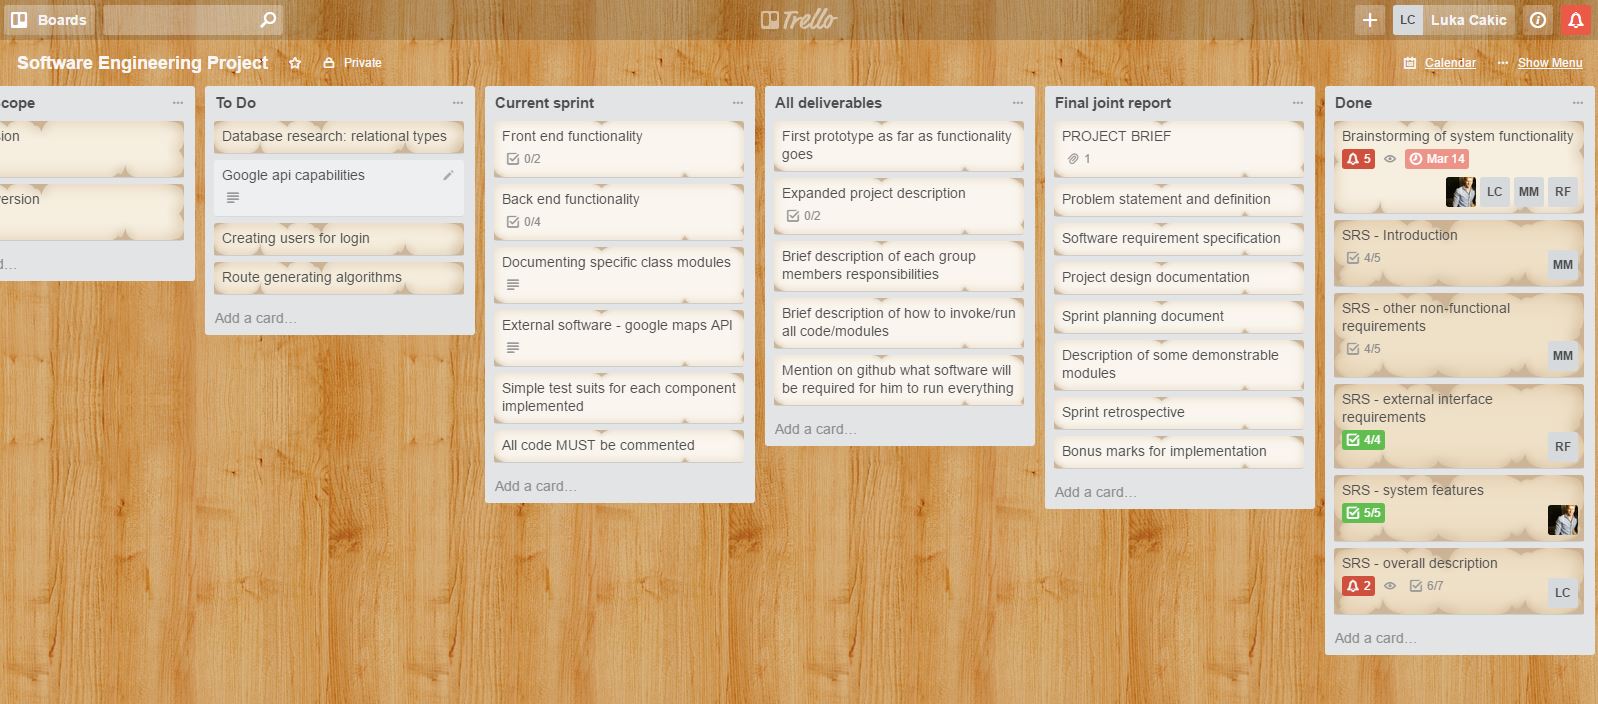 Boards
Trello
LC Luka Cakic
Software Engineering Project
Private
Calendar
Show Menu
cope
ion
ersion
d…
To Do
Database research: relational types
Google api capabilities
Creating users for login
Route generating algorithms
Add a card…
Current sprint
Front end functionality
0/2
Back end functionality
0/4
Documenting specific class modules
External software - google maps API
Simple test suits for each component
implemented
All code MUST be commented
Add a card…
All deliverables
First prototype as far as functionality
goes
Expanded project description
0/2
Brief description of each group
members responsibilities
Brief description of how to invoke/run
all code/modules
Mention on github what software will
be required for him to run everything
Add a card…
Final joint report
PROJECT BRIEF
1
Problem statement and definition
Software requirement specification
Project design documentation
Sprint planning document
Description of some demonstrable
modules
Sprint retrospective
Bonus marks for implementation
Add a card…
Done
Brainstorming of system functionality
5 Mar 14
LC MM RF
SRS - Introduction
4/5
MM
SRS - other non-functional
requirements
4/5
MM
SRS - external interface
requirements
4/4
RF
SRS - system features
5/5
SRS - overall description
2 6/7
LC
Add a card…